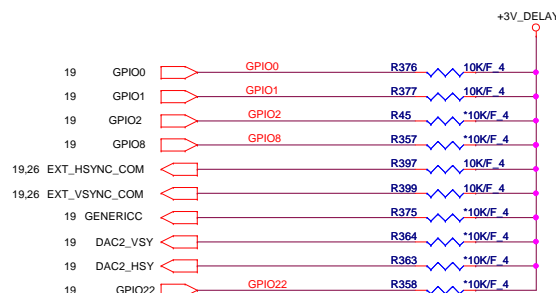 +3V_DELAY
19 GPIO0 GPIO0 R376 10K/F_4
19 GPIO1 GPIO1 R377 10K/F_4
19 GPIO2 GPIO2 R45 *10K/F_4
19 GPIO8 GPIO8 R357 *10K/F_4
19,26 EXT_HSYNC_COM R397 10K/F_4
19,26 EXT_VSYNC_COM R399 10K/F_4
19 GENERICC R375 *10K/F_4
19 DAC2_VSY R364 *10K/F_4
19 DAC2_HSY R363 *10K/F_4
19 GPIO22 GPIO22 R358 *10K/F_4